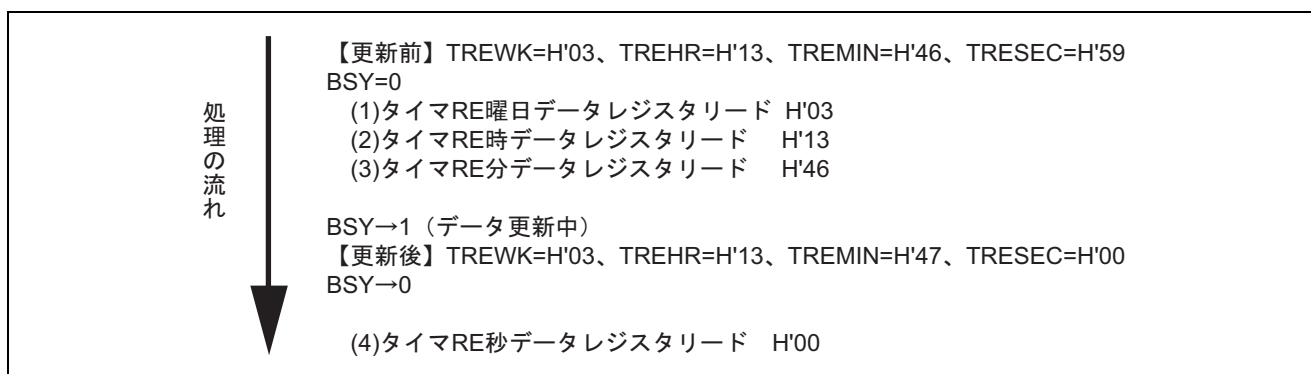 処理の流れ
【更新前】TREWK=H'03、TREHR=H'13、TREMIN=H'46、TRESEC=H'59
BSY=0
(1)タイマRE曜日データレジスタリード H'03
(2)タイマRE時データレジスタリード H'13
(3)タイマRE分データレジスタリード H'46
BSY→1（データ更新中）
【更新後】TREWK=H'03、TREHR=H'13、TREMIN=H'47、TRESEC=H'00
BSY→0
(4)タイマRE秒データレジスタリード H'00